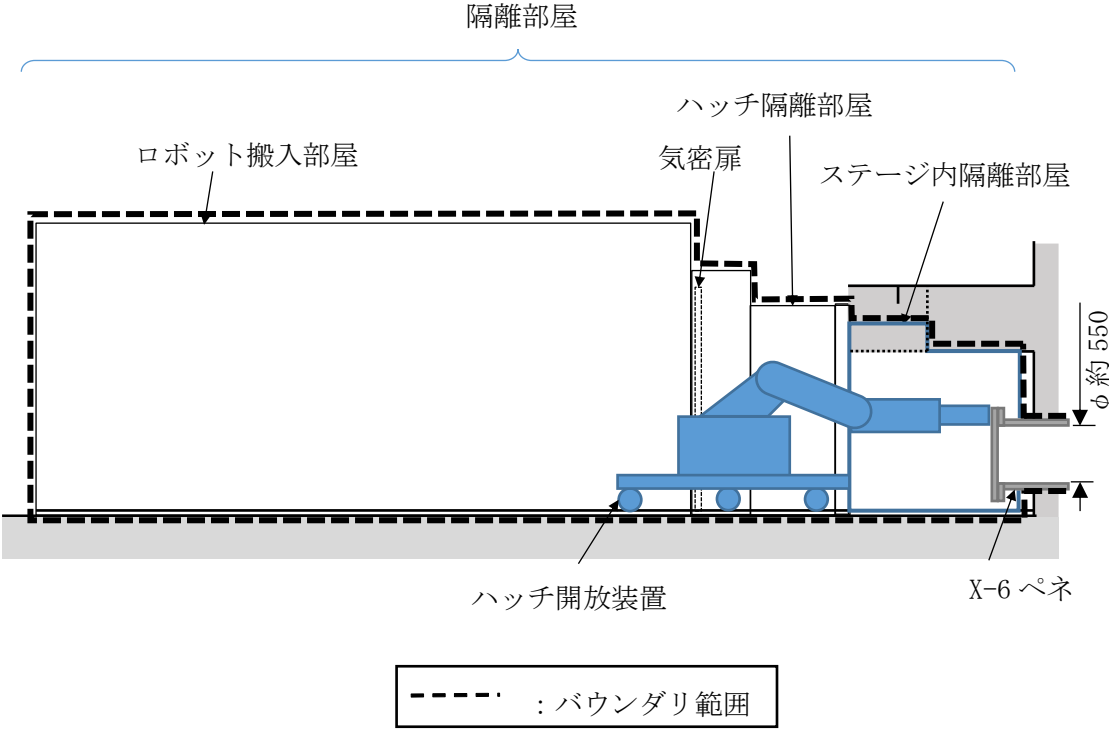 隔離部屋
ハッチ隔離部屋
ロボット搬入部屋
気密扉
ステージ内隔離部屋
φ約550
ハッチ開放装置
X-6ペネ
：バウンダリ範囲